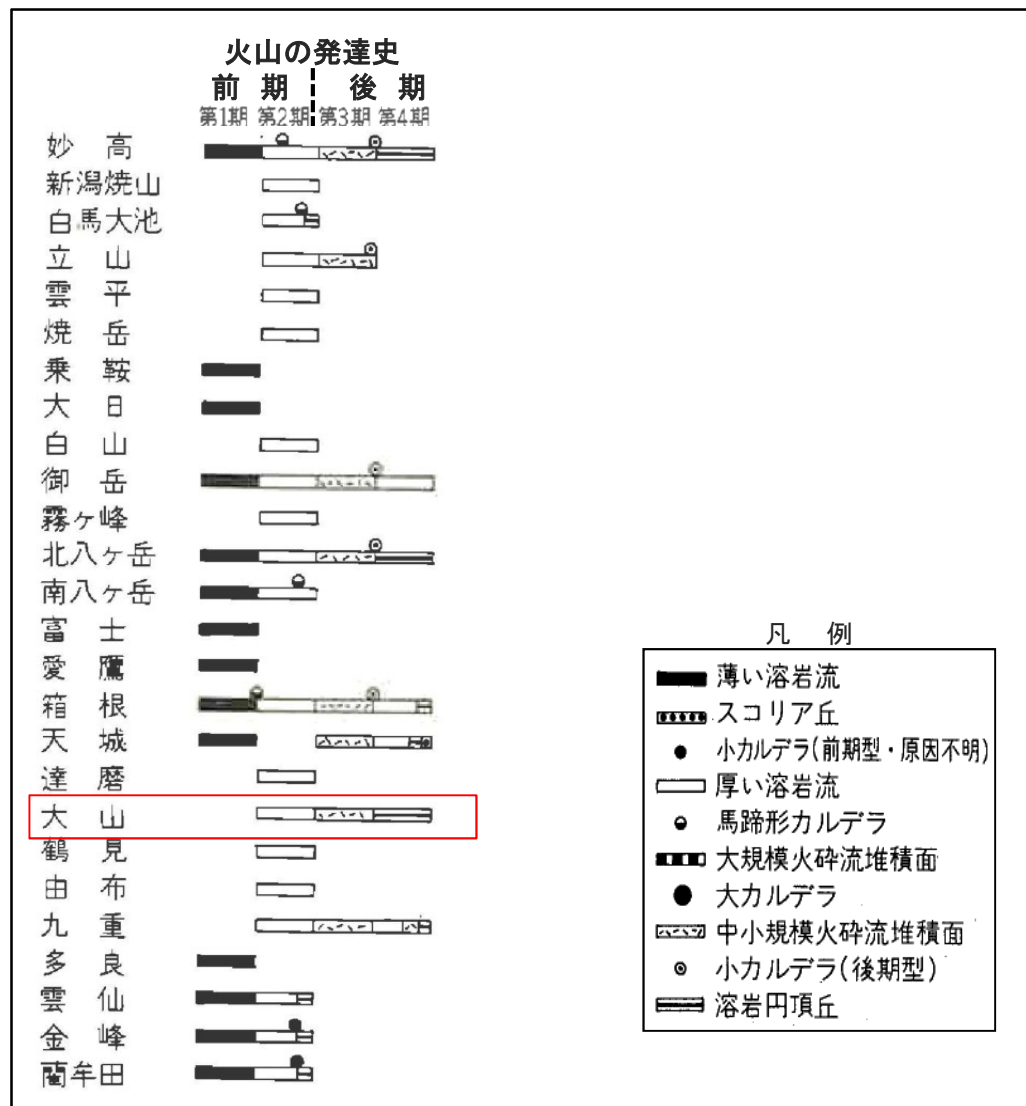 火山の発達史
前 期 後 期
第1期 第2期 第3期 第4期
妙 高
新潟焼山
白馬大池
立 山
雲 平
焼 岳
乗 鞍
大 日
白 山
御 岳
霧ヶ峰
北八ヶ岳
南八ヶ岳
富 士
愛 鷹
箱 根
天 城
達 磨
大 山
鶴 見
由 布
九 重
多 良
雲 仙
金 峰
藺牟田
凡 例
薄い溶岩流
スコリア丘
小カルデラ(前期型・原因不明)
厚い溶岩流
馬蹄形カルデラ
大規模火砕流堆積面
大カルデラ
中小規模火砕流堆積面
小カルデラ(後期型)
溶岩円頂丘